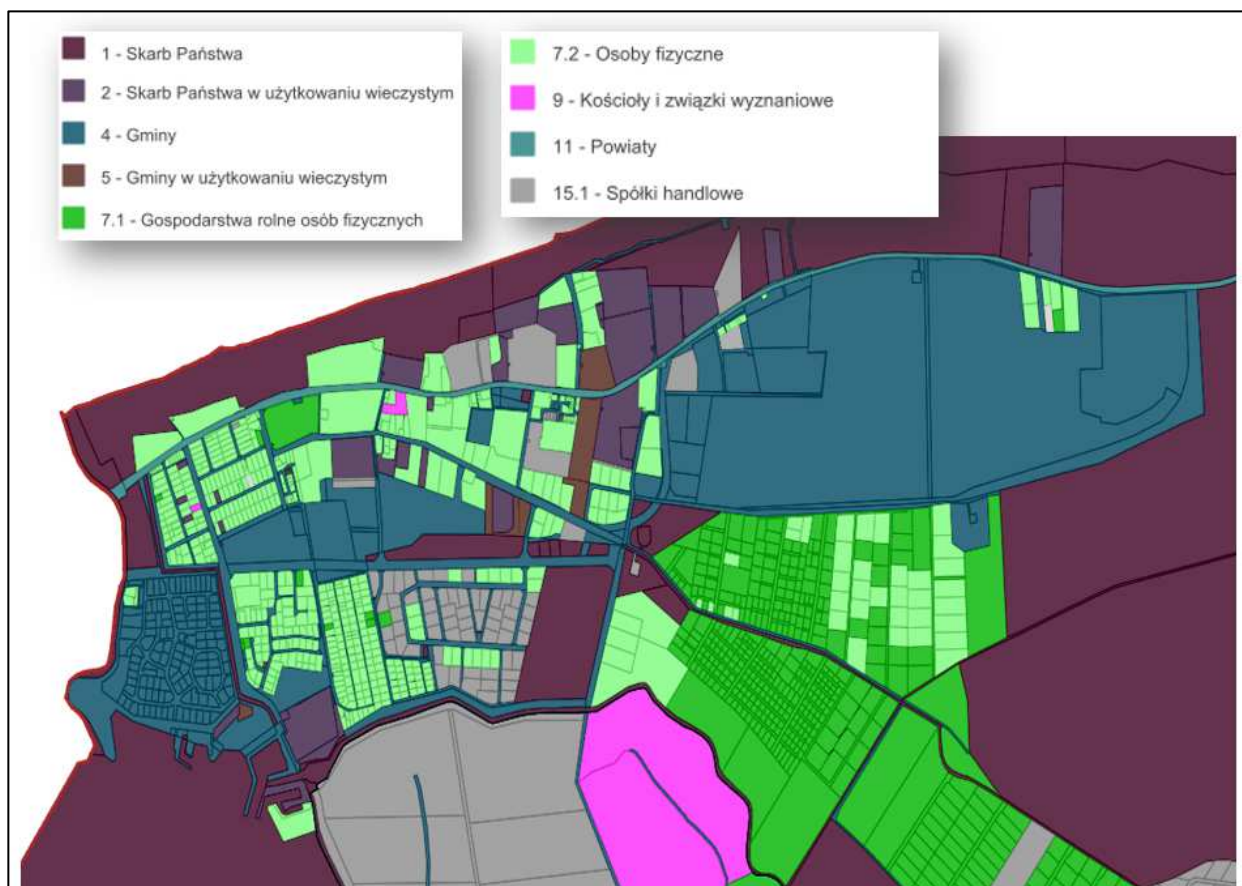 1 - Skarb Państwa
2 - Skarb Państwa w użytkowaniu wieczystym
4 - Gminy
5 - Gminy w użytkowaniu wieczystym
7.1 - Gospodarstwa rolne osób fizycznych
7.2 - Osoby fizyczne
9 - Kościoły i związki wyznaniowe
11 - Powiaty
15.1 - Spółki handlowe